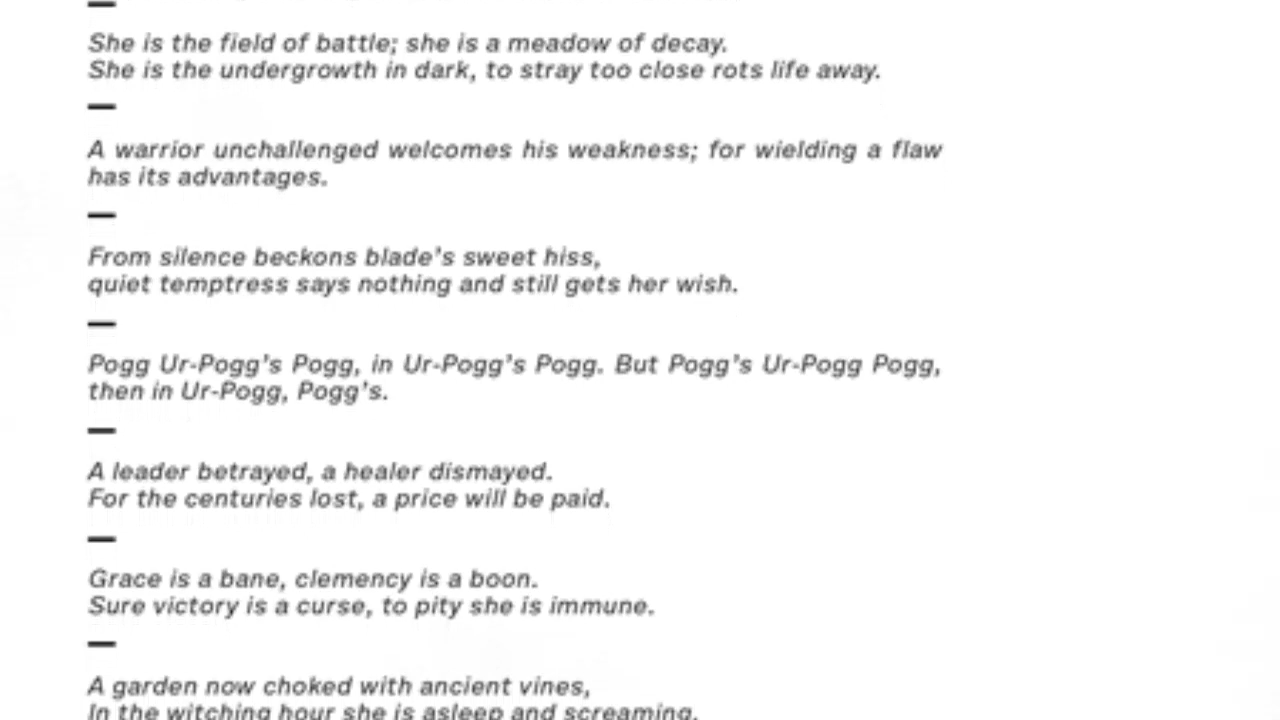 —
She is the field of battle; she is a meadow of decay.
She is the undergrowth in dark, to stray too close rots life away.
—
A warrior unchallenged welcomes his weakness; for wielding a flaw
has its advantages.
—
From silence beckons blade's sweet hiss,
quiet temptress says nothing and still gets her wish.
—
Pogg Ur-Pogg's Pogg, in Ur-Pogg's Pogg. But Pogg's Ur-Pogg Pogg,
then in Ur-Pogg, Pogg's.
—
A leader betrayed, a healer dismayed.
For the centuries lost, a price will be paid.
—
Grace is a bane, clemency is a boon.
Sure victory is a curse, to pity she is immune.
—
A garden now choked with ancient vines,
In the witching hour she is asleep and screaming.